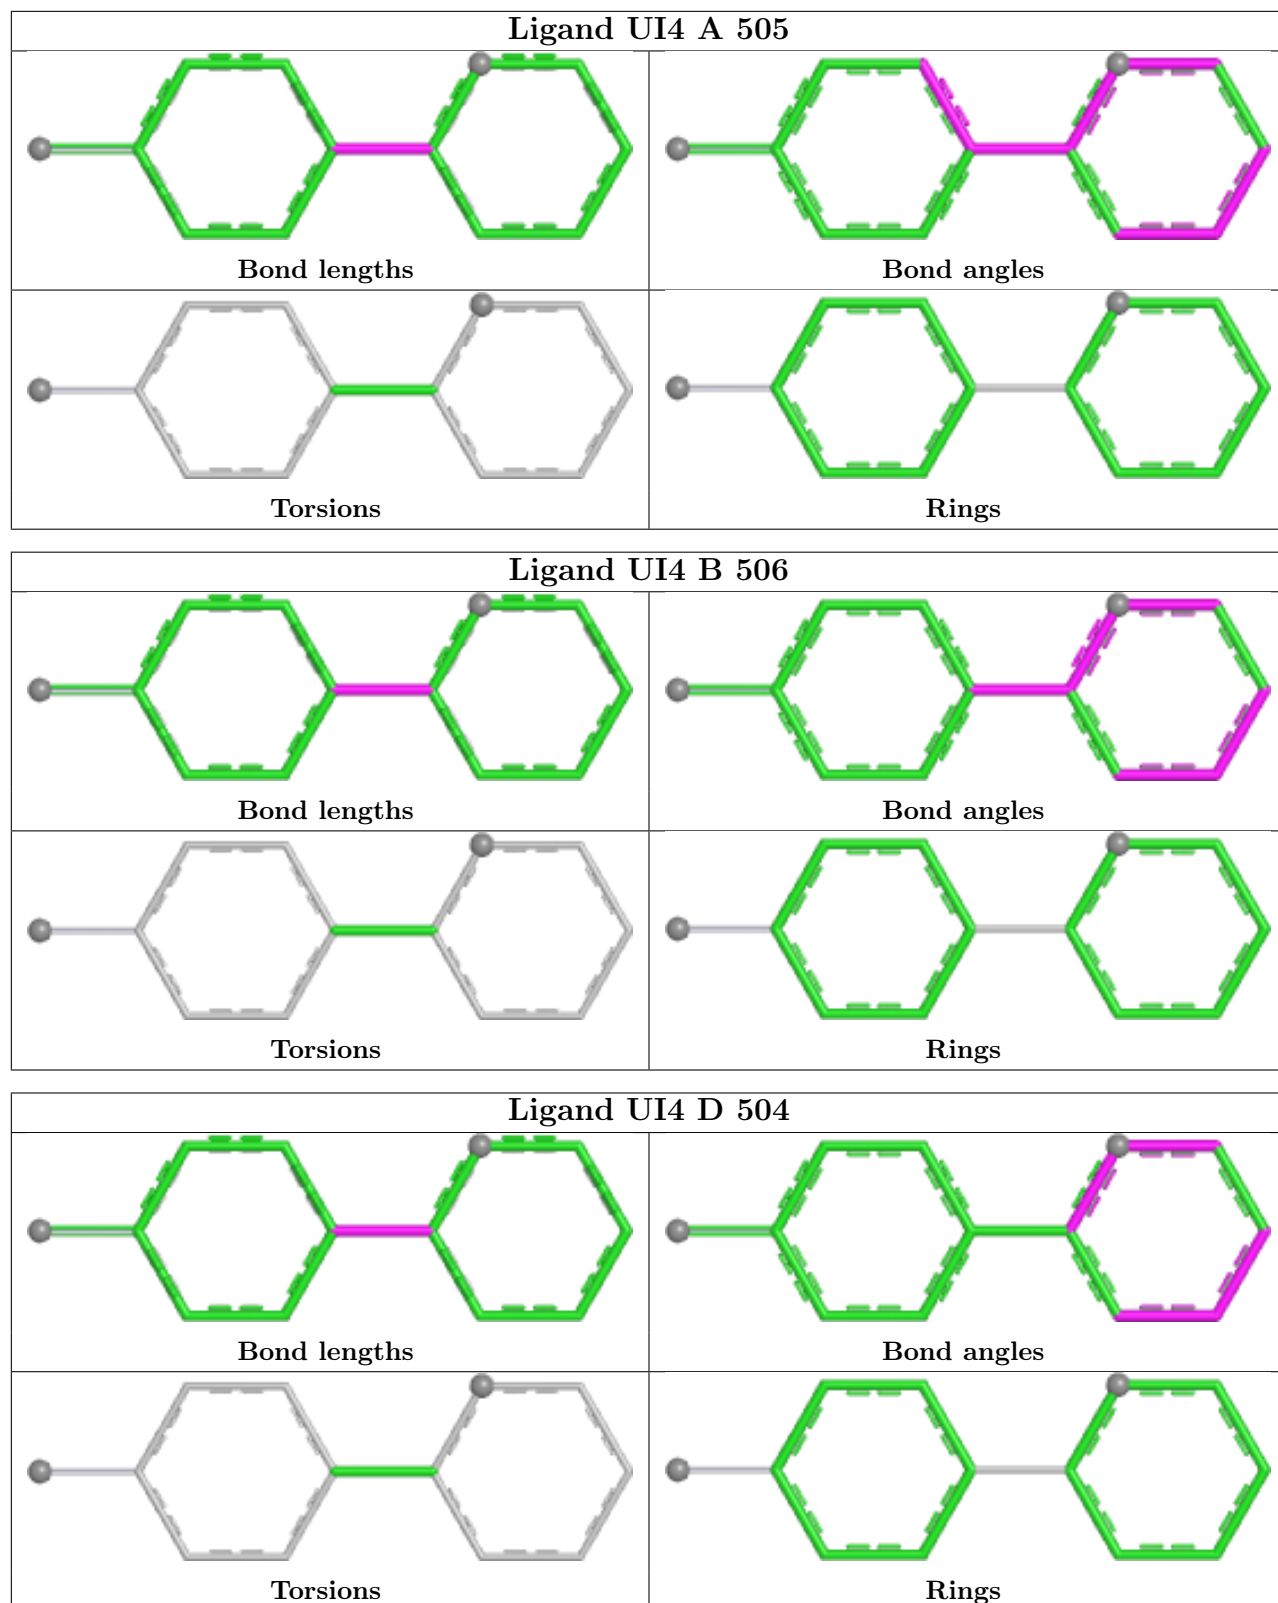 Ligand UI4 A 505
Bond lengths
Bond angles
Torsions
Rings
Ligand UI4 B 506
Bond lengths
Bond angles
Torsions
Rings
Ligand UI4 D 504
Bond lengths
Bond angles
Torsions
Rings